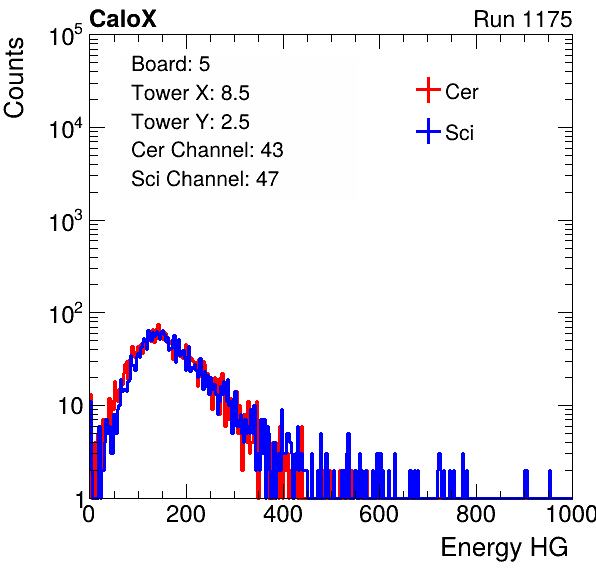 CaloX Run 1175
Counts
10^5
10^4
10^3
10^2
10
1
Board: 5
Tower X: 8.5
Tower Y: 2.5
Cer Channel: 43
Sci Channel: 47
Cer
Sci
0 200 400 600 800 1000
Energy HG